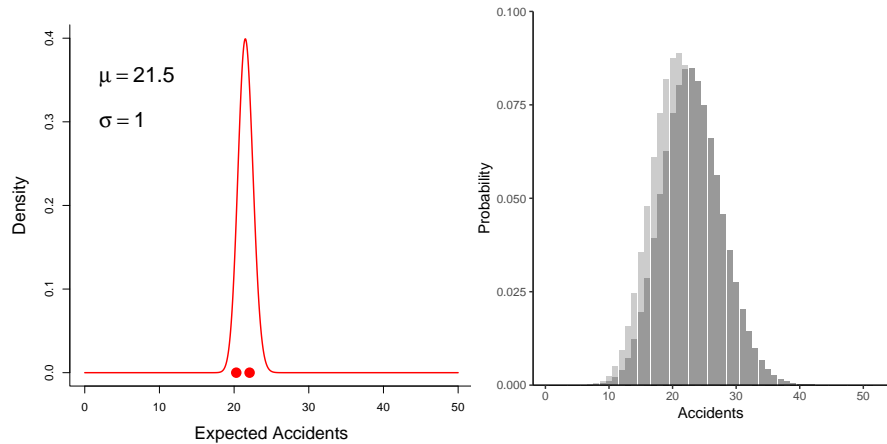 μ = 21.5
σ = 1
0.4
0.3
0.2
0.1
0.0
Density
0 10 20 30 40 50
Expected Accidents
0.100
0.075
0.050
0.025
0.000
Probability
0 10 20 30 40 50
Accidents